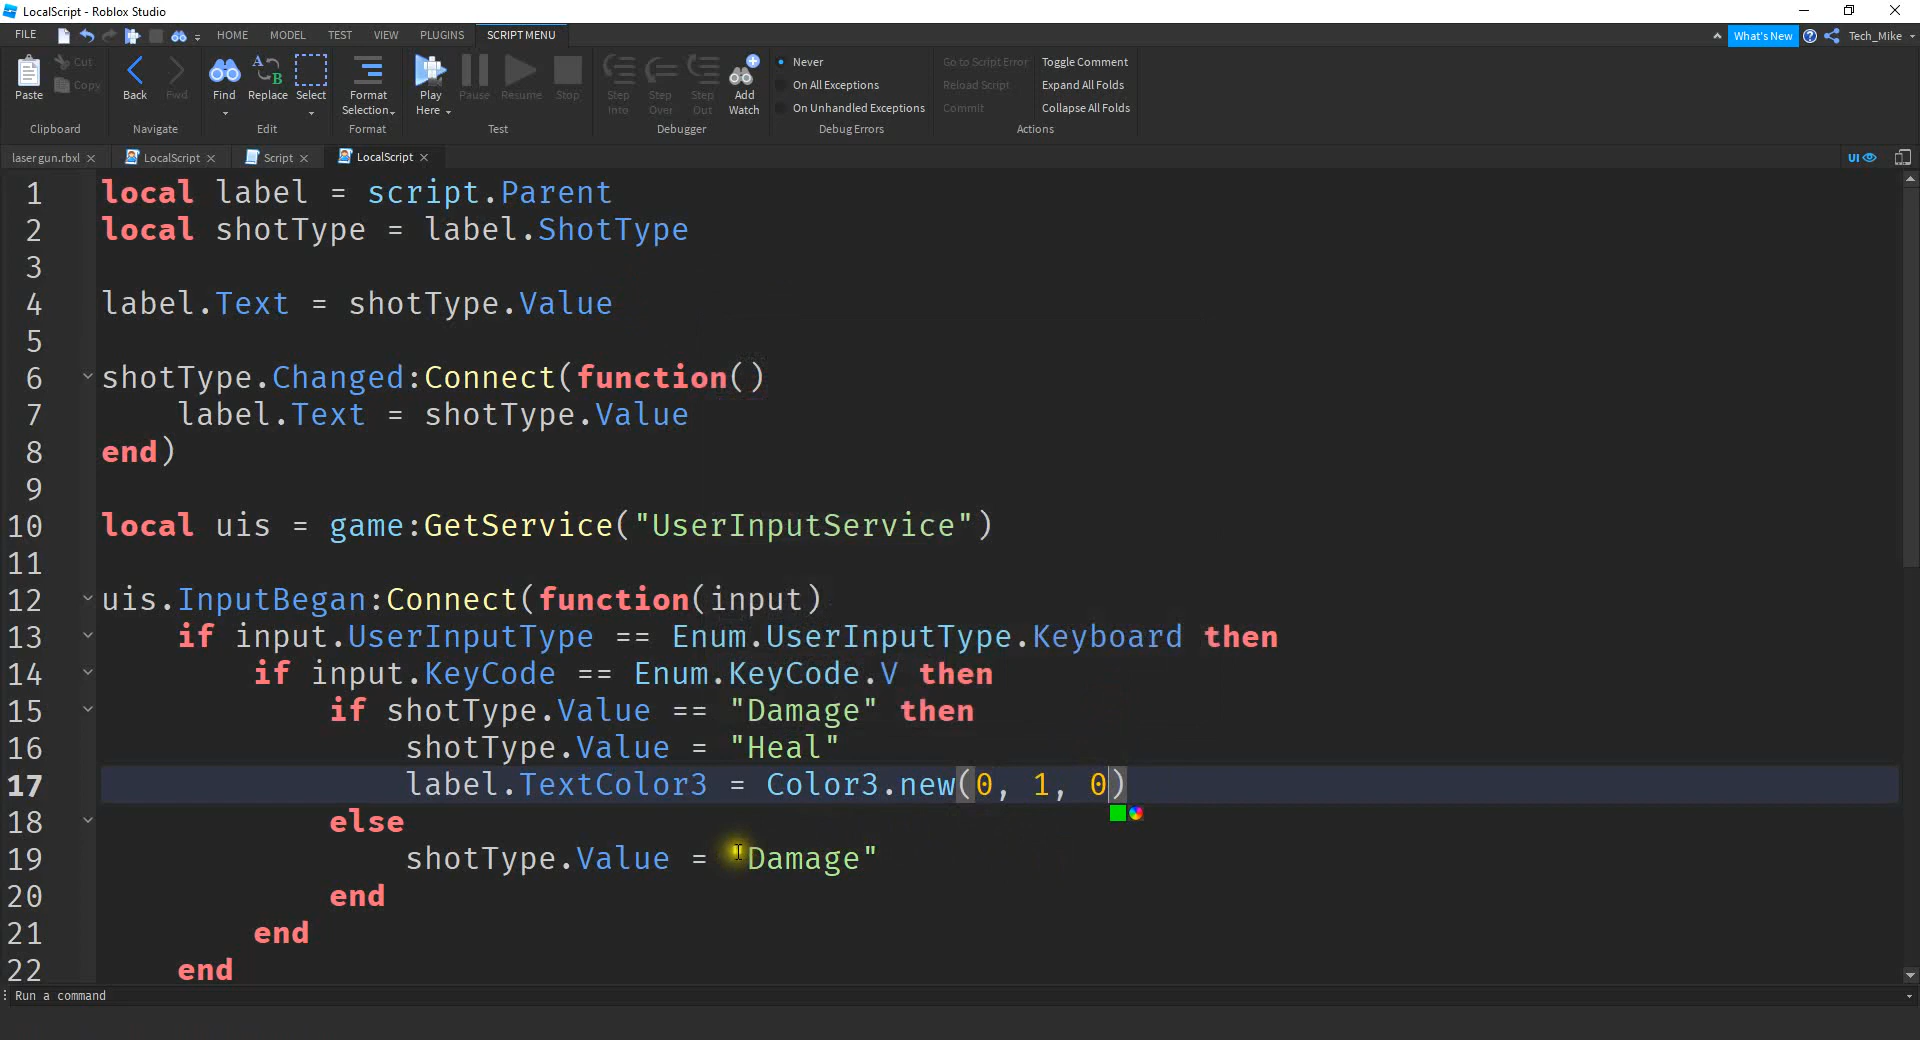 LocalScript - Roblox Studio
FILE HOME MODEL TEST VIEW PLUGINS SCRIPT MENU What's New Tech_Mike
Paste Cut Copy
Back Fwd
Find Replace Select
Format Selection
Play Here Pause Resume Stop
Step Into Step Over Step Out Add Watch
Never
On All Exceptions
On Unhandled Exceptions
Go to Script Error
Reload Script
Commit
Toggle Comment
Expand All Folds
Collapse All Folds
Clipboard Navigate Edit Format Test Debugger Debug Errors Actions
laser gun.rbxl LocalScript Script LocalScript UI
1 local label = script.Parent
2 local shotType = label.ShotType
3
4 label.Text = shotType.Value
5
6 shotType.Changed:Connect(function()
7 label.Text = shotType.Value
8 end)
9
10 local uis = game:GetService("UserInputService")
11
12 uis.InputBegan:Connect(function(input)
13 if input.UserInputType == Enum.UserInputType.Keyboard then
14 if input.KeyCode == Enum.KeyCode.V then
15 if shotType.Value == "Damage" then
16 shotType.Value = "Heal"
17 label.TextColor3 = Color3.new(0, 1, 0)
18 else
19 shotType.Value = "Damage"
20 end
21 end
22 end
Run a command